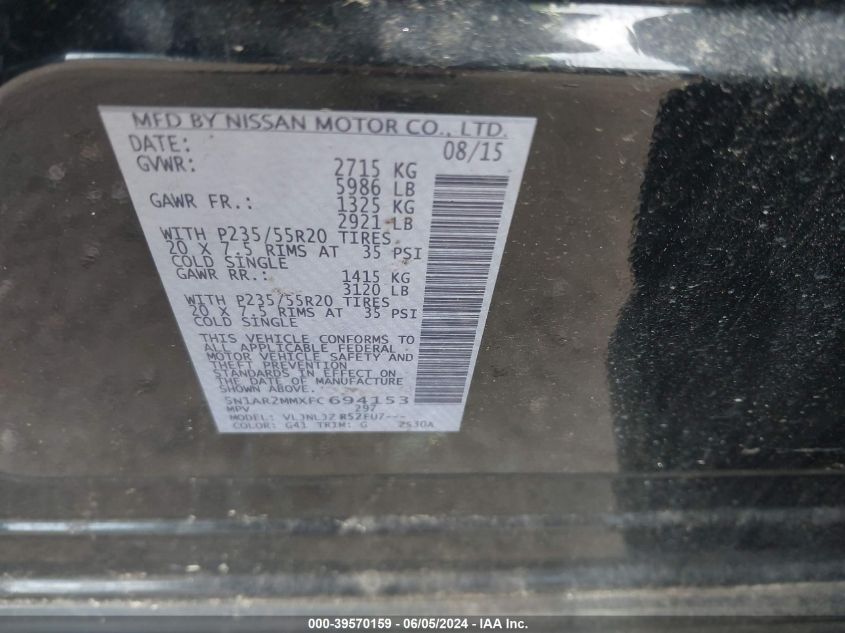 MFD BY NISSAN MOTOR CO., LTD.
DATE: 08/15
GVWR: 2715 KG
5986 LB
GAWR FR.: 1325 KG
2921 LB
WITH P235/55R20 TIRES
20 X 7.5 RIMS AT 35 PSI
COLD SINGLE
GAWR RR.: 1415 KG
3120 LB
WITH P235/55R20 TIRES
20 X 7.5 RIMS AT 35 PSI
COLD SINGLE
THIS VEHICLE CONFORMS TO
ALL APPLICABLE FEDERAL
MOTOR VEHICLE SAFETY AND
THEFT PREVENTION
STANDARDS IN EFFECT ON
THE DATE OF MANUFACTURE
SHOWN ABOVE.
5N1AR2MMXFC694153
MPV 297
MODEL:
COLOR: G41 TRIM: G 2530A
000-39570159 - 06/05/2024 - IAA Inc.